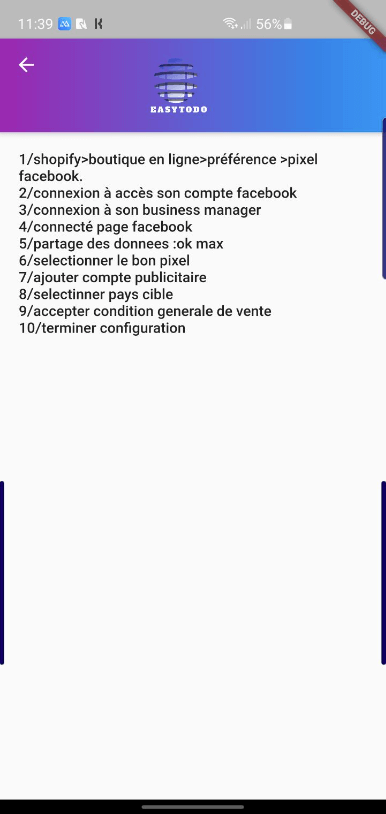 11:39
56%
DEBUG
EASYTODO
1/shopify>boutique en ligne>préférence >pixel
facebook.
2/connexion à accès son compte facebook
3/connexion à son business manager
4/connecté page facebook
5/partage des donnees :ok max
6/selectionner le bon pixel
7/ajouter compte publicitaire
8/selectinner pays cible
9/accepter condition generale de vente
10/terminer configuration